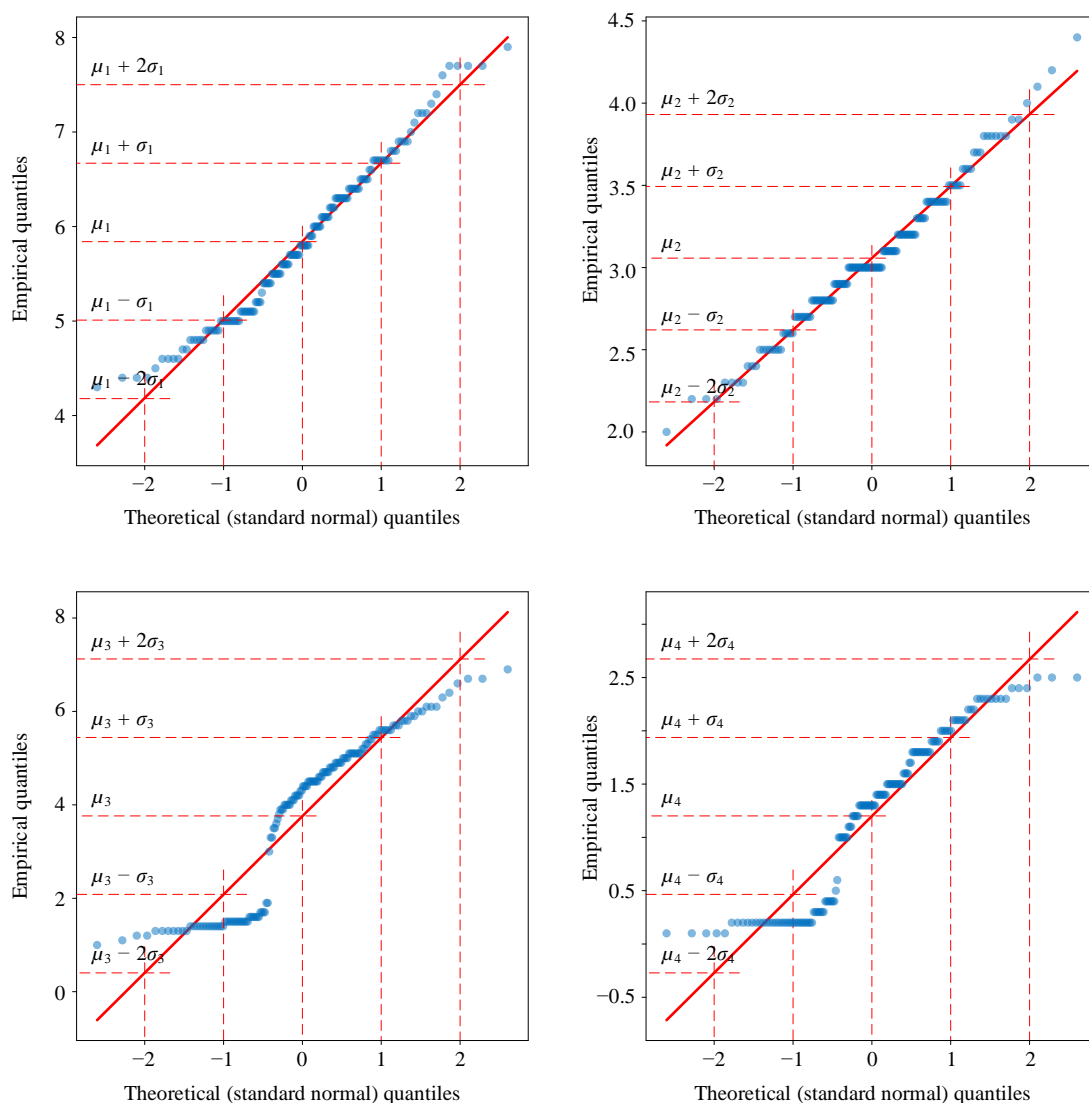 8
7
6
5
4
μ₁ + 2σ₁
μ₁ + σ₁
μ₁
μ₁ − σ₁
μ₁ − 2σ₁
Empirical quantiles
−2 −1 0 1 2
Theoretical (standard normal) quantiles
4.5
4.0
3.5
3.0
2.5
2.0
μ₂ + 2σ₂
μ₂ + σ₂
μ₂
μ₂ − σ₂
μ₂ − 2σ₂
Empirical quantiles
−2 −1 0 1 2
Theoretical (standard normal) quantiles
8
6
4
2
0
μ₃ + 2σ₃
μ₃ + σ₃
μ₃
μ₃ − σ₃
μ₃ − 2σ₃
Empirical quantiles
−2 −1 0 1 2
Theoretical (standard normal) quantiles
2.5
1.5
0.5
−0.5
μ₄ + 2σ₄
μ₄ + σ₄
μ₄
μ₄ − σ₄
μ₄ − 2σ₄
Empirical quantiles
−2 −1 0 1 2
Theoretical (standard normal) quantiles